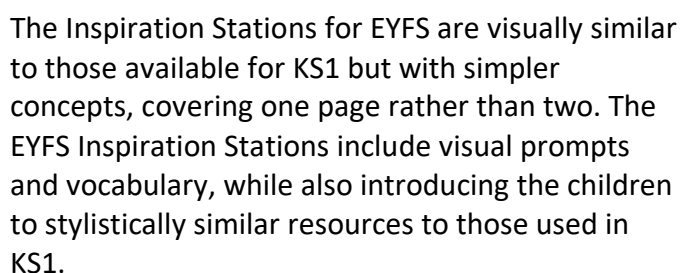 The Inspiration Stations for EYFS are visually similar
to those available for KS1 but with simpler
concepts, covering one page rather than two. The
EYFS Inspiration Stations include visual prompts
and vocabulary, while also introducing the children
to stylistically similar resources to those used in
KS1.